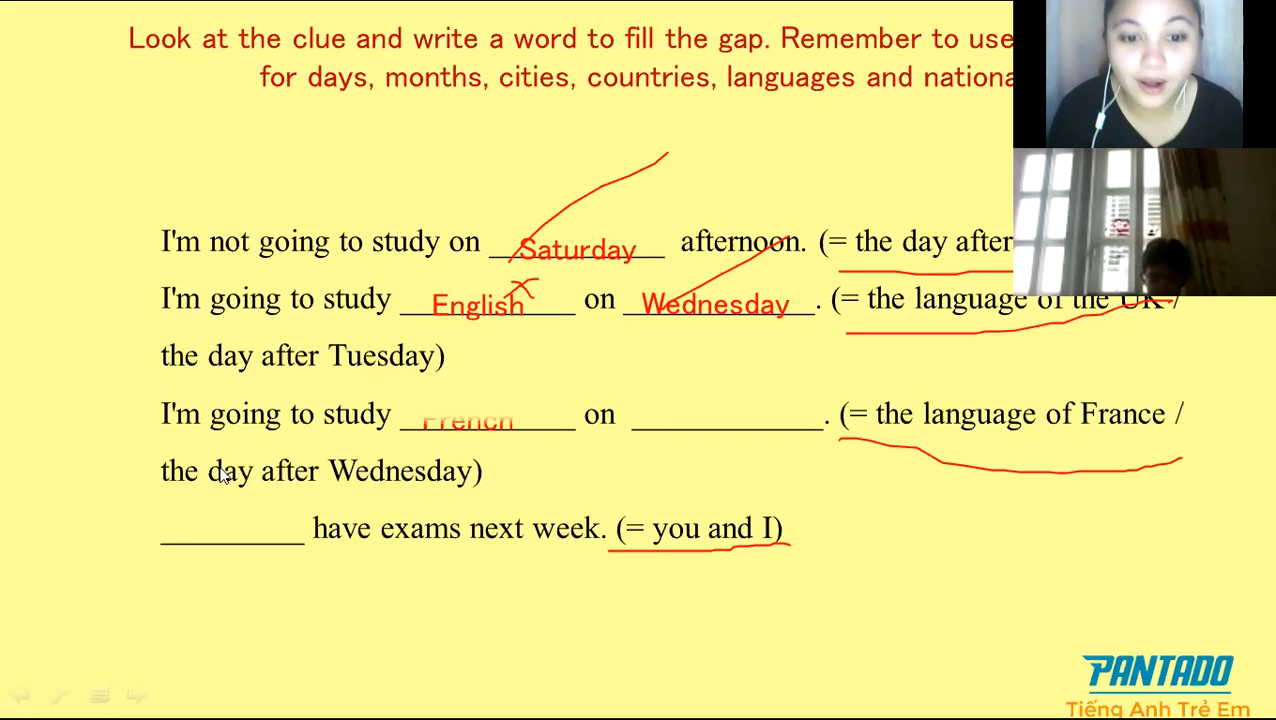 Look at the clue and write a word to fill the gap. Remember to use
for days, months, cities, countries, languages and
I'm not going to study on Saturday afternoon. (= the day after
I'm going to study English on Wednesday. (= the language of the UK /
the day after Tuesday)
I'm going to study French on ____________. (= the language of France /
the day after Wednesday)
_________ have exams next week. (= you and I)
PANTADO
Tiếng Anh Trẻ Em